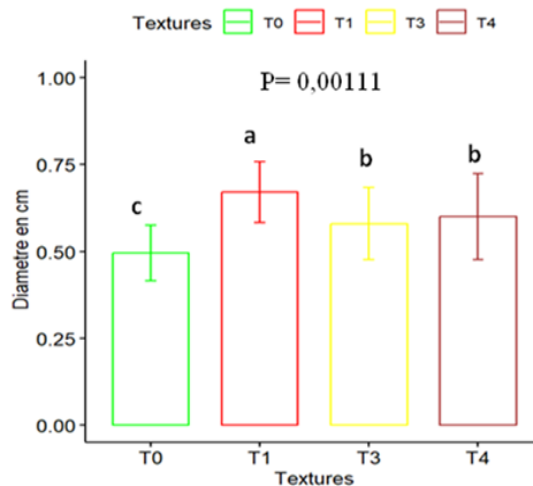 Textures T0 T1 T3 T4
P= 0,00111
1.00
0.75
0.50
0.25
0.00
Diametre en cm
c
a
b
b
T0 T1 T3 T4
Textures